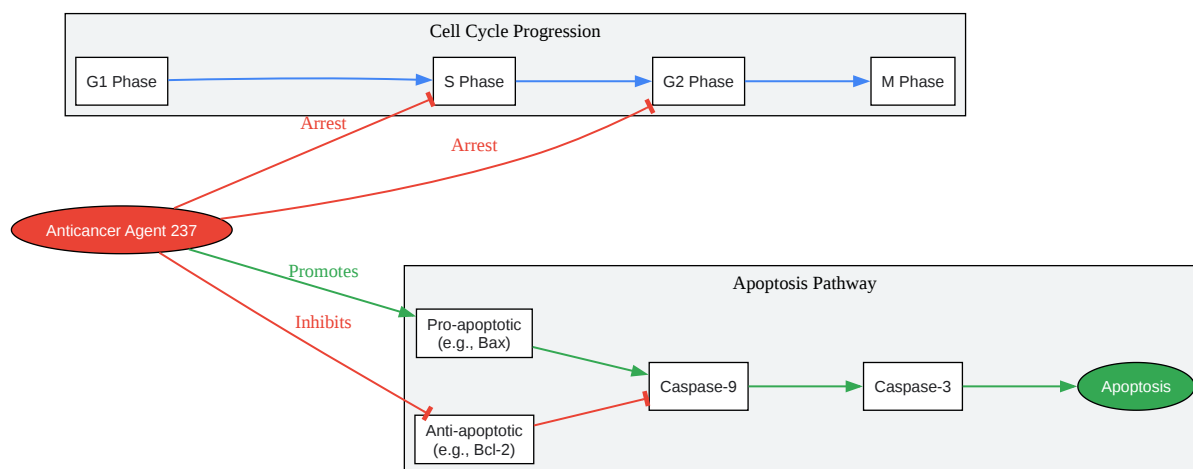 Cell Cycle Progression
G1 Phase
S Phase
G2 Phase
M Phase
Arrest
Arrest
Anticancer Agent 237
Promotes
Inhibits
Apoptosis Pathway
Pro-apoptotic
(e.g., Bax)
Caspase-9
Caspase-3
Apoptosis
Anti-apoptotic
(e.g., Bcl-2)